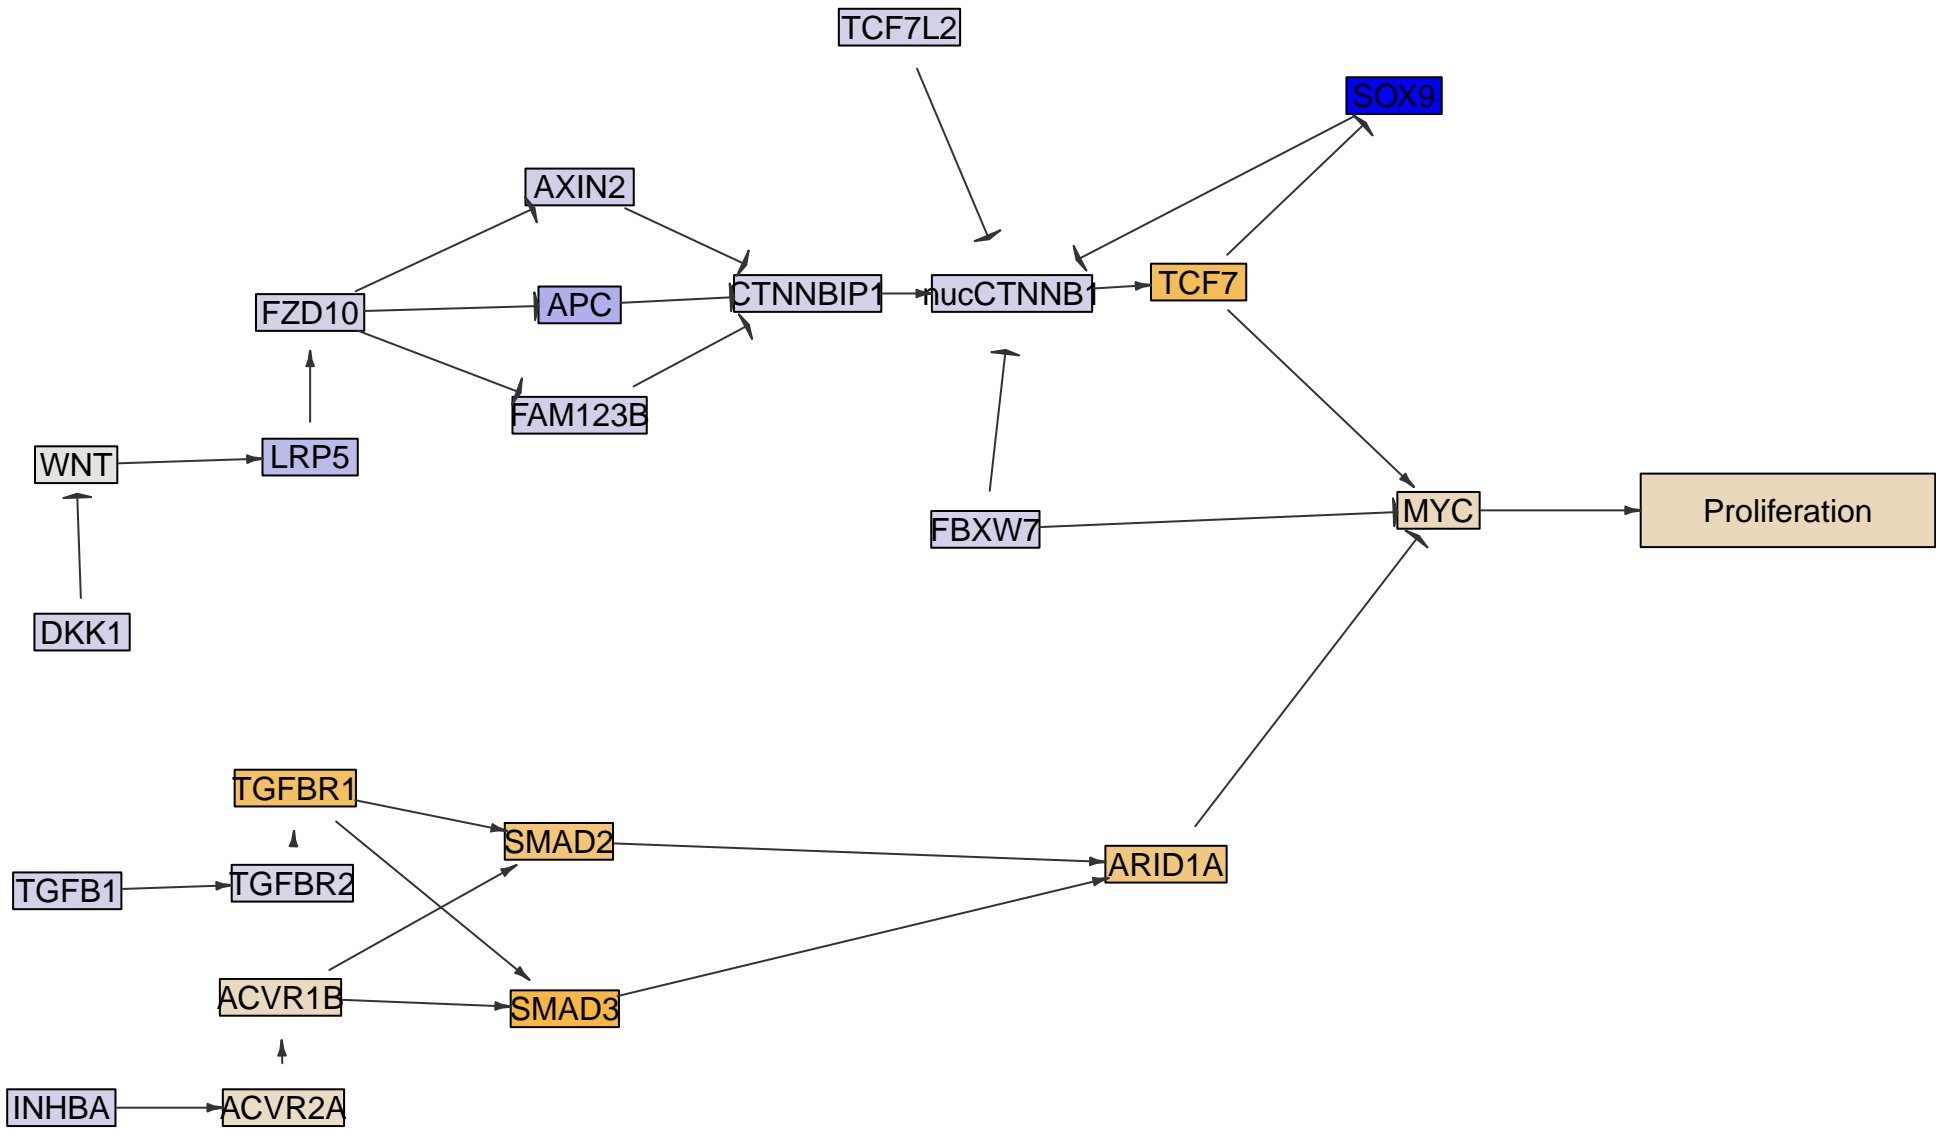 TCF7L2
SOX9
AXIN2
FZD10
APC
CTNNBIP1
nucCTNNB1
TCF7
FAM123B
WNT
LRP5
FBXW7
MYC
Proliferation
DKK1
TGFBR1
SMAD2
ARID1A
TGFB1
TGFBR2
ACVR1B
SMAD3
INHBA
ACVR2A